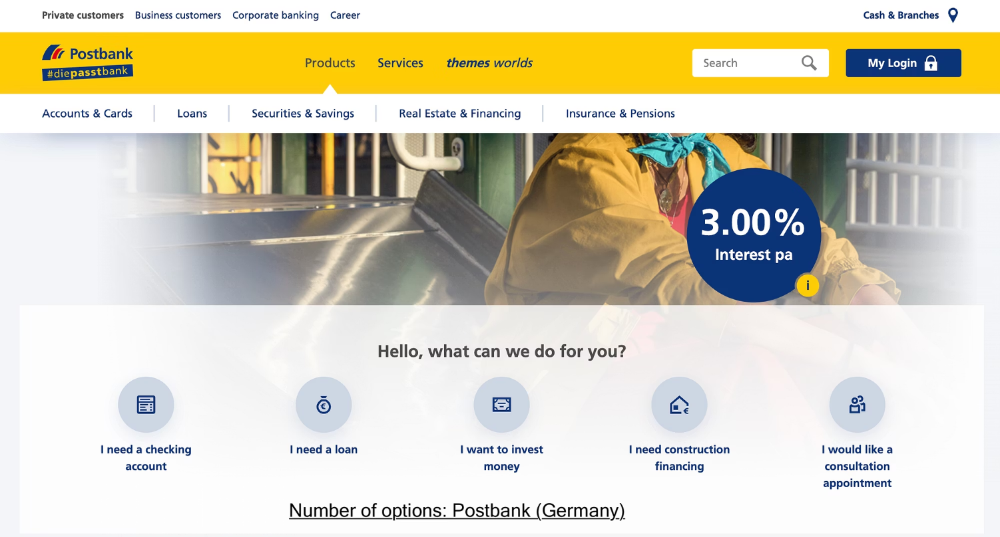 Private customers Business customers Corporate banking Career Cash & Branches
Postbank
#diepasstbank
Products Services themes worlds Search My Login
Accounts & Cards Loans Securities & Savings Real Estate & Financing Insurance & Pensions
3.00%
Interest pa
i
Hello, what can we do for you?
I need a checking account
I need a loan
I want to invest money
I need construction financing
I would like a consultation appointment
Number of options: Postbank (Germany)